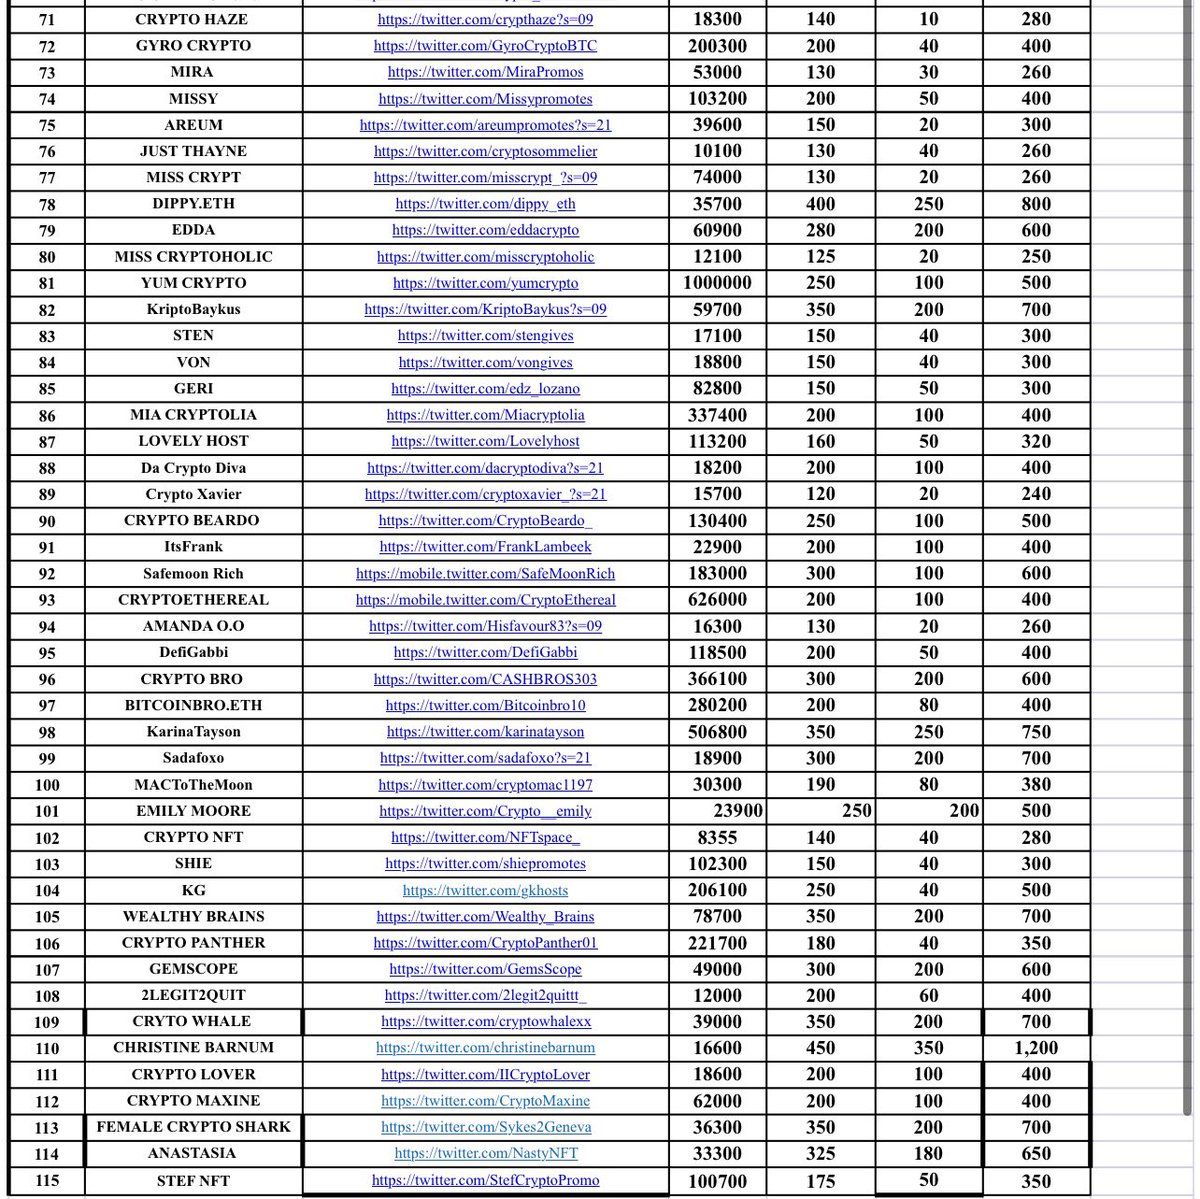 71 CRYPTO HAZE https://twitter.com/crypthaze?s=09 18300 140 10 280
72 GYRO CRYPTO https://twitter.com/GyroCryptoBTC 200300 200 40 400
73 MIRA https://twitter.com/MiraPromos 53000 130 30 260
74 MISSY https://twitter.com/Missypromotes 103200 200 50 400
75 AREUM https://twitter.com/areumpromotes?s=21 39600 150 20 300
76 JUST THAYNE https://twitter.com/cryptosommelier 10100 130 40 260
77 MISS CRYPT https://twitter.com/misscrypt_?s=09 74000 130 20 260
78 DIPPY.ETH https://twitter.com/dippy_eth 35700 400 250 800
79 EDDA https://twitter.com/eddacrypto 60900 280 200 600
80 MISS CRYPTOHOLIC https://twitter.com/misscryptoholic 12100 125 20 250
81 YUM CRYPTO https://twitter.com/yumcrypto 1000000 250 100 500
82 KriptoBaykus https://twitter.com/KriptoBaykus?s=09 59700 350 200 700
83 STEN https://twitter.com/stengives 17100 150 40 300
84 VON https://twitter.com/vongives 18800 150 40 300
85 GERI https://twitter.com/edz_lozano 82800 150 50 300
86 MIA CRYPTOLIA https://twitter.com/Miacryptolia 337400 200 100 400
87 LOVELY HOST https://twitter.com/Lovelyhost 113200 160 50 320
88 Da Crypto Diva https://twitter.com/dacryptodiva?s=21 18200 200 100 400
89 Crypto Xavier https://twitter.com/cryptoxavier_?s=21 15700 120 20 240
90 CRYPTO BEARDO https://twitter.com/CryptoBeardo_ 130400 250 100 500
91 ItsFrank https://twitter.com/FrankLambeek 22900 200 100 400
92 Safemoon Rich https://mobile.twitter.com/SafeMoonRich 183000 300 100 600
93 CRYPTOETHEREAL https://mobile.twitter.com/CryptoEthereal 626000 200 100 400
94 AMANDA O.O https://twitter.com/Hisfavour83?s=09 16300 130 20 260
95 DefiGabbi https://twitter.com/DefiGabbi 118500 200 50 400
96 CRYPTO BRO https://twitter.com/CASHBROS303 366100 300 200 600
97 BITCOINBRO.ETH https://twitter.com/Bitcoinbro10 280200 200 80 400
98 KarinaTayson https://twitter.com/karinatayson 506800 350 250 750
99 Sadafoxo https://twitter.com/sadafoxo?s=21 18900 300 200 700
100 MACToTheMoon https://twitter.com/cryptomac1197 30300 190 80 380
101 EMILY MOORE https://twitter.com/Crypto__emily 23900 250 200 500
102 CRYPTO NFT https://twitter.com/NFTspace_ 8355 140 40 280
103 SHIE https://twitter.com/shiepromotes 102300 150 40 300
104 KG https://twitter.com/gkhosts 206100 250 40 500
105 WEALTHY BRAINS https://twitter.com/Wealthy_Brains 78700 350 200 700
106 CRYPTO PANTHER https://twitter.com/CryptoPanther01 221700 180 40 350
107 GEMSCOPE https://twitter.com/GemsScope 49000 300 200 600
108 2LEGIT2QUIT https://twitter.com/2legit2quittt_ 12000 200 60 400
109 CRYTO WHALE https://twitter.com/cryptowhalexx 39000 350 200 700
110 CHRISTINE BARNUM https://twitter.com/christinebarnum 16600 450 350 1,200
111 CRYPTO LOVER https://twitter.com/IICryptoLover 18600 200 100 400
112 CRYPTO MAXINE https://twitter.com/CryptoMaxine 62000 200 100 400
113 FEMALE CRYPTO SHARK https://twitter.com/Sykes2Geneva 36300 350 200 700
114 ANASTASIA https://twitter.com/NastyNFT 33300 325 180 650
115 STEF NFT https://twitter.com/StefCryptoPromo 100700 175 50 350